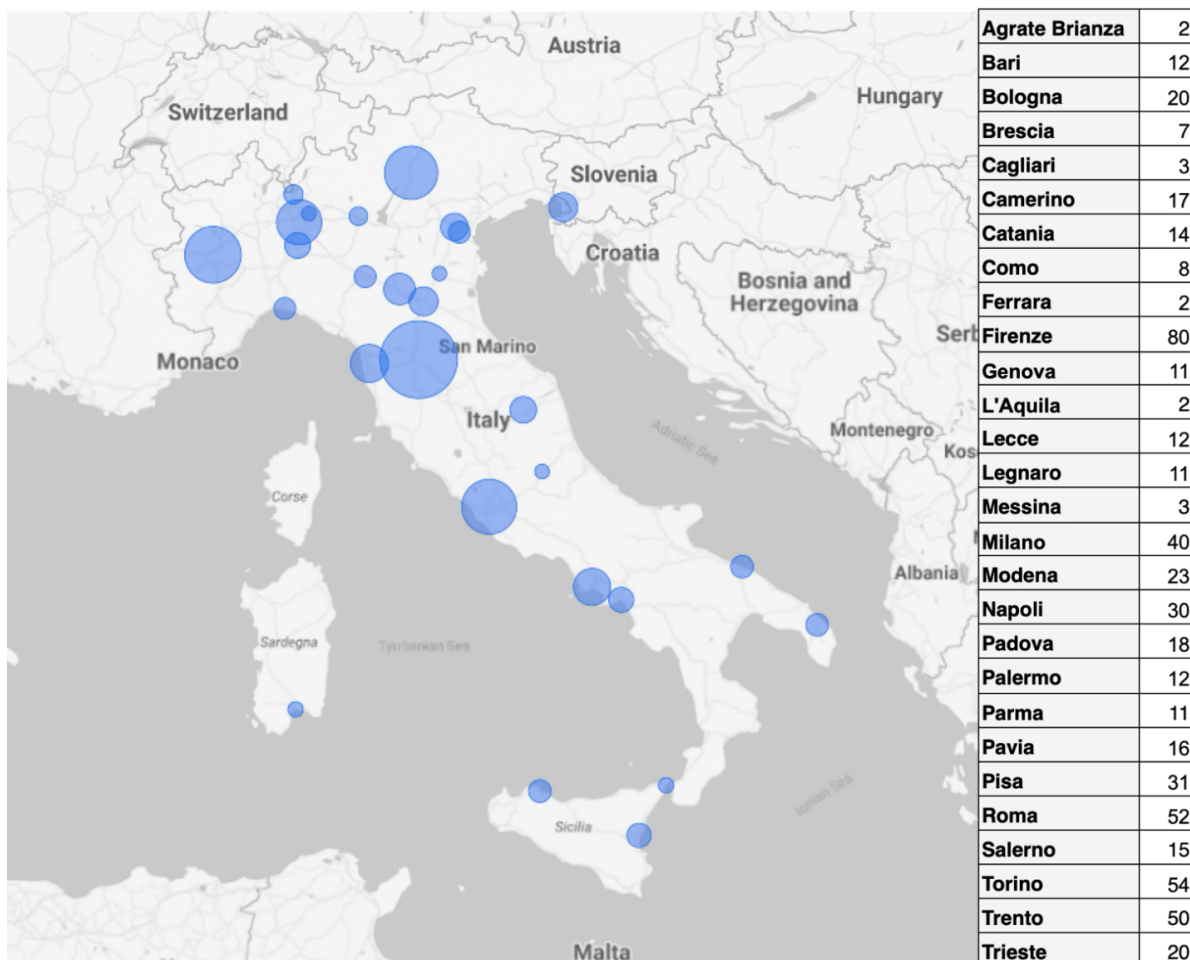 Austria
Hungary
Switzerland
Slovenia
Croatia
Bosnia and
Herzegovina
Serb
San Marino
Monaco
Italy
Adriatic Sea
Montenegro
Kos
Corse
Albania
Sardegna
Tyrrhenian Sea
Ionian Sea
Sicilia
Malta
Agrate Brianza 2
Bari 12
Bologna 20
Brescia 7
Cagliari 3
Camerino 17
Catania 14
Como 8
Ferrara 2
Firenze 80
Genova 11
L'Aquila 2
Lecce 12
Legnaro 11
Messina 3
Milano 40
Modena 23
Napoli 30
Padova 18
Palermo 12
Parma 11
Pavia 16
Pisa 31
Roma 52
Salerno 15
Torino 54
Trento 50
Trieste 20